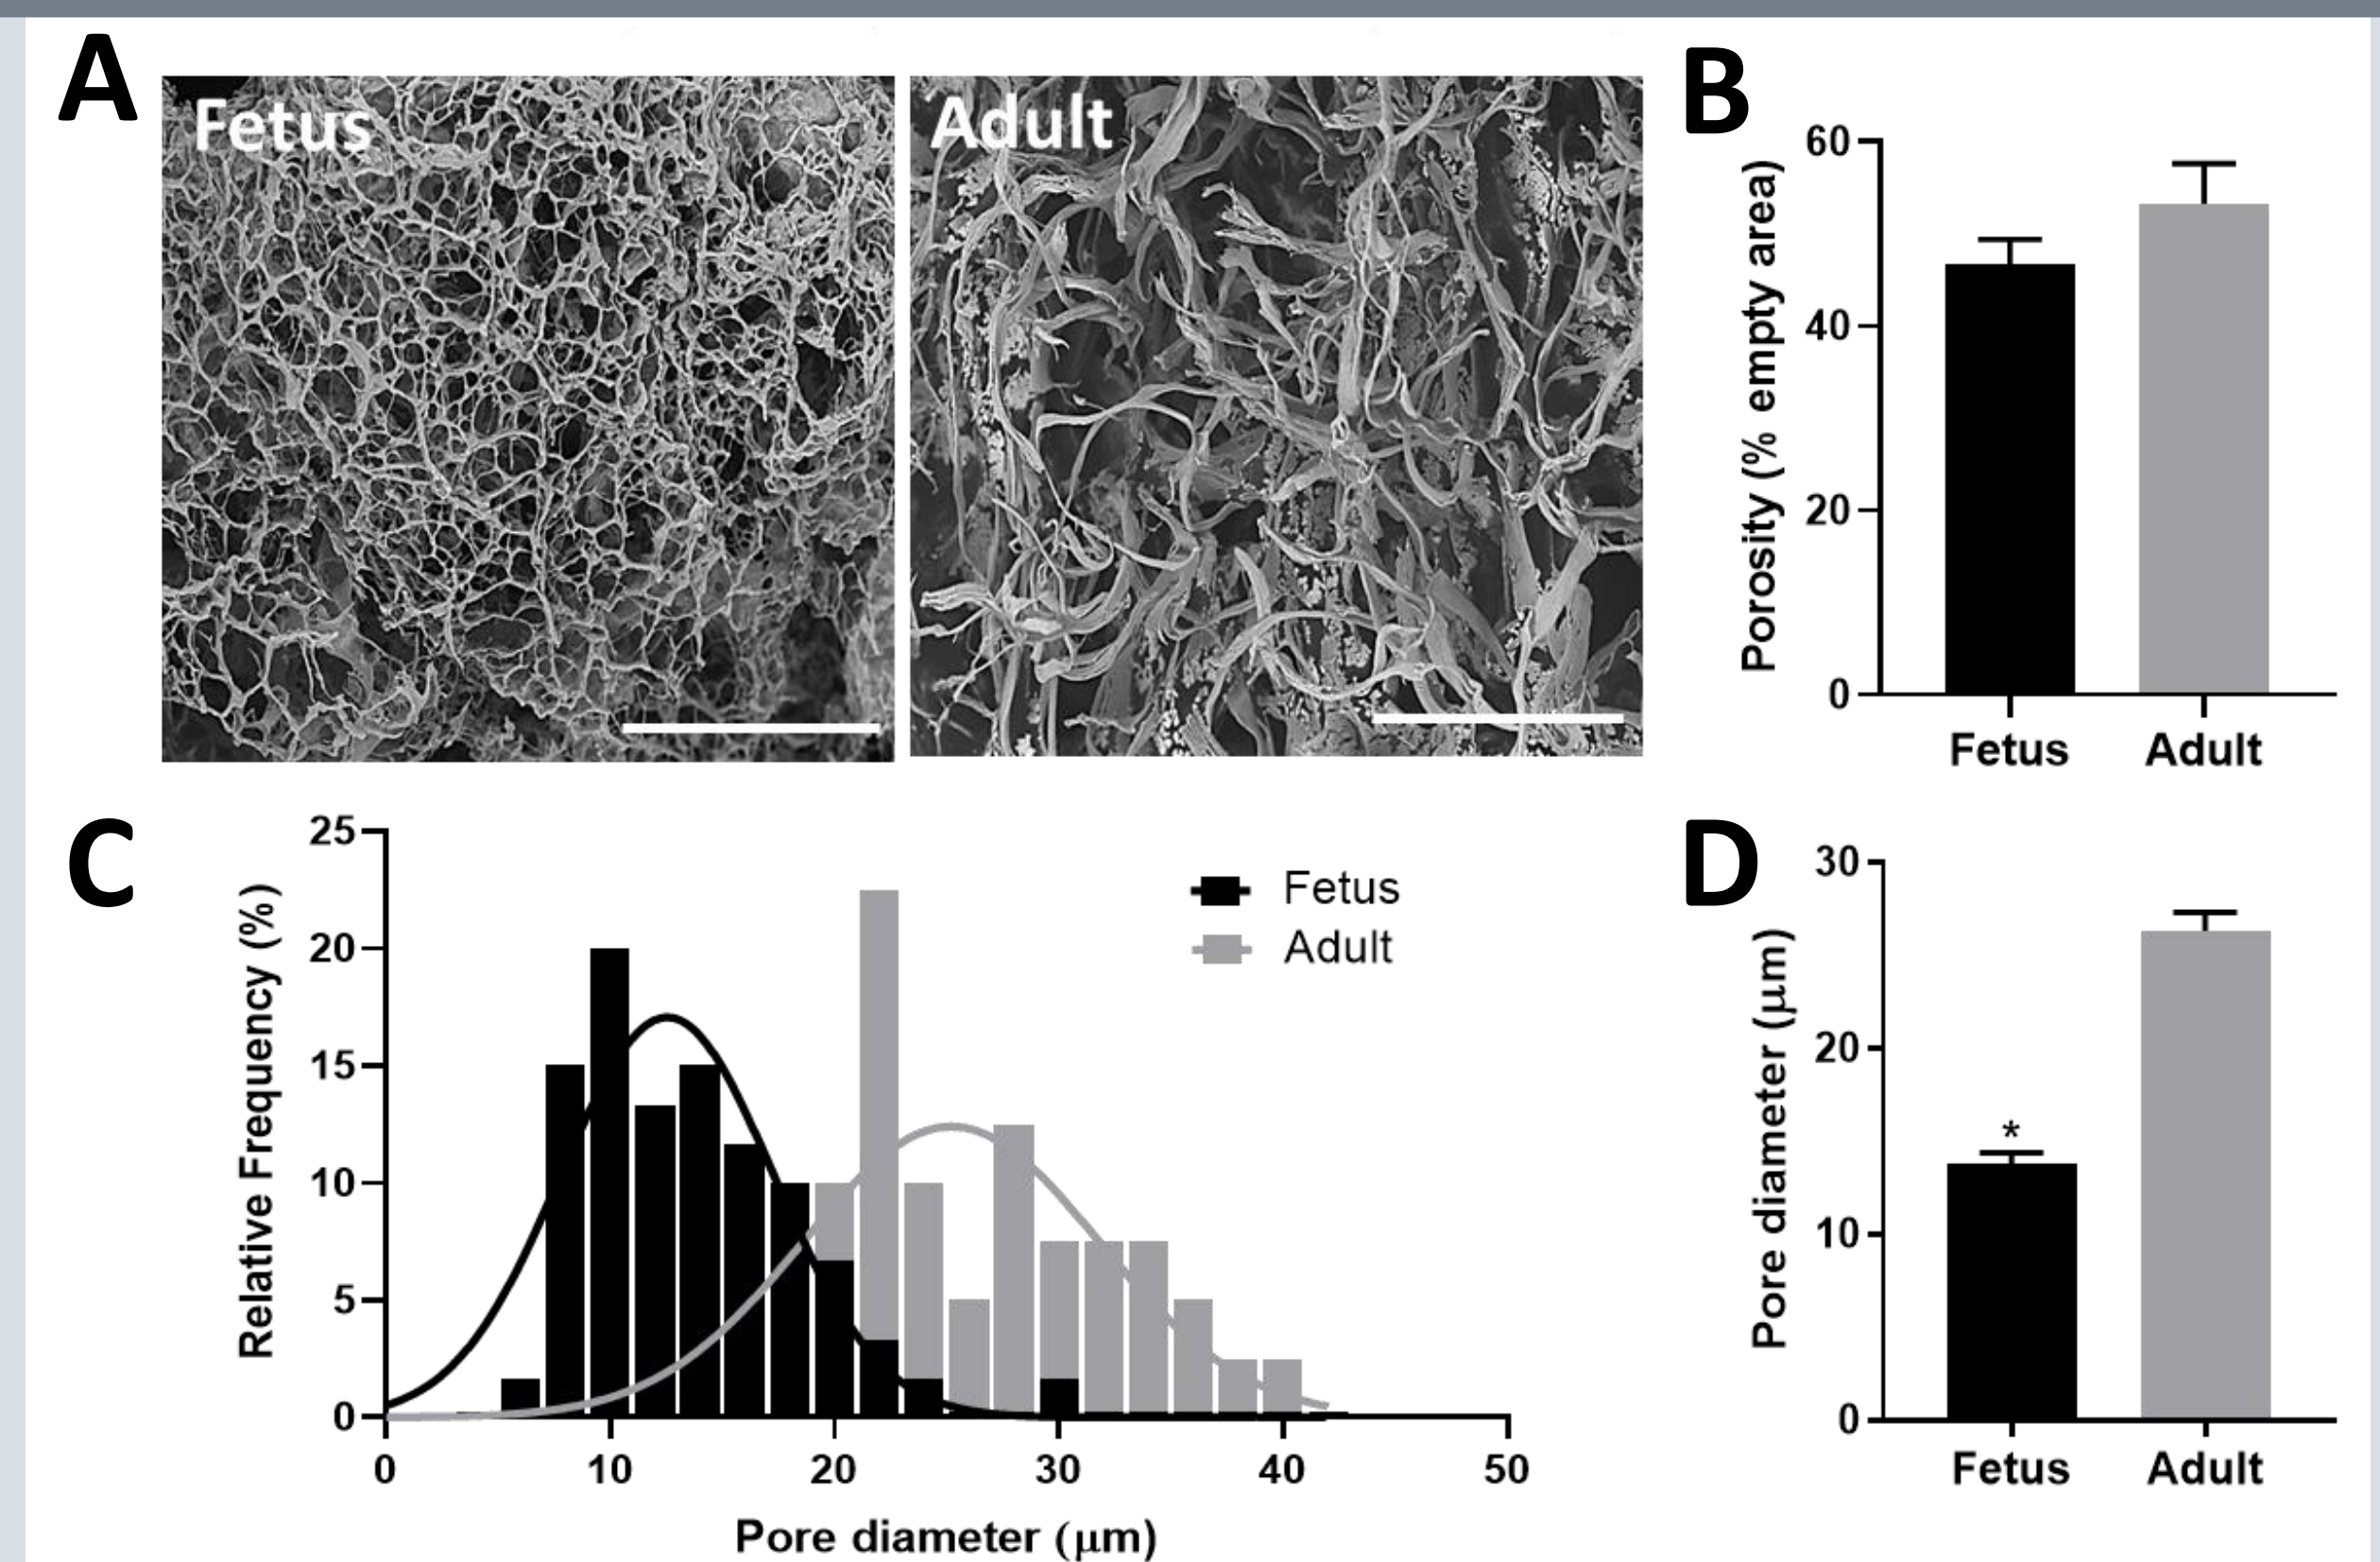 A
Fetus
Adult
B
Porosity (% empty area)
60
40
20
0
Fetus
Adult
C
Relative Frequency (%)
25
20
15
10
5
0
0
10
20
30
40
50
Pore diameter (μm)
Fetus
Adult
D
Pore diameter (μm)
30
20
10
0
*
Fetus
Adult